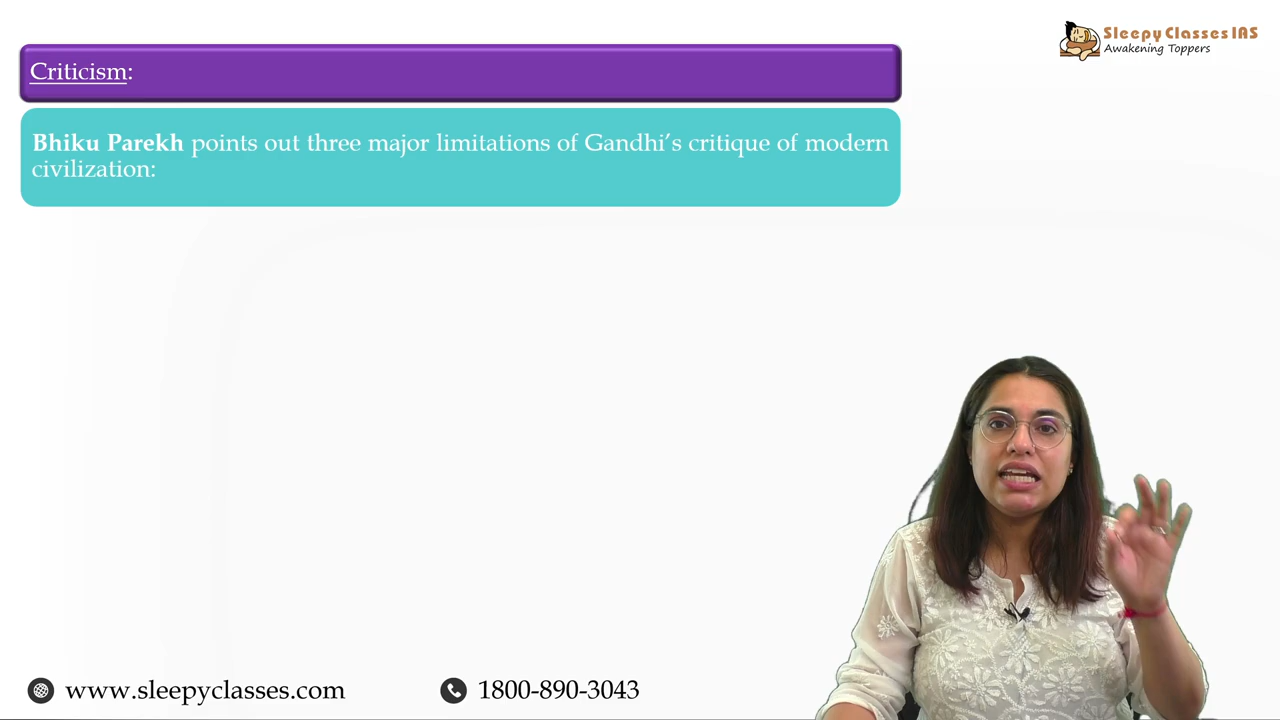 Sleepy Classes IAS
Awakening Toppers
Criticism:
Bhiku Parekh points out three major limitations of Gandhi’s critique of modern
civilization:
www.sleepyclasses.com
1800-890-3043